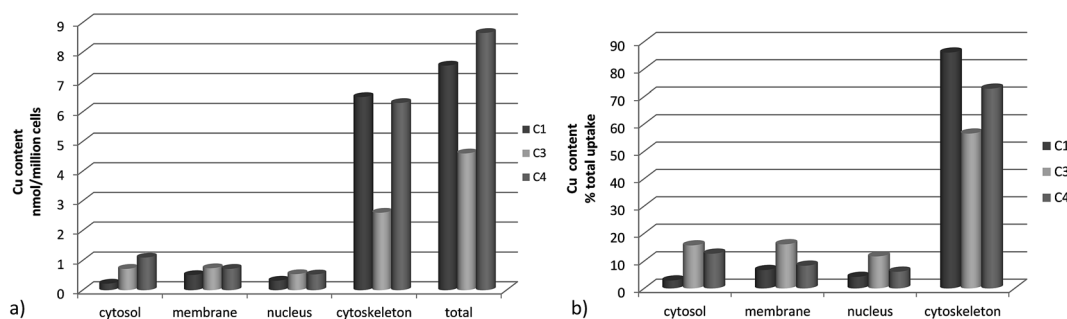 9
8
7
6
5
4
3
2
1
0
Cu content
nmol/million cells
cytosol membrane nucleus cytoskeleton total
C1
C3
C4
a)
90
80
70
60
50
40
30
20
10
0
Cu content
% total uptake
cytosol membrane nucleus cytoskeleton
C1
C3
C4
b)